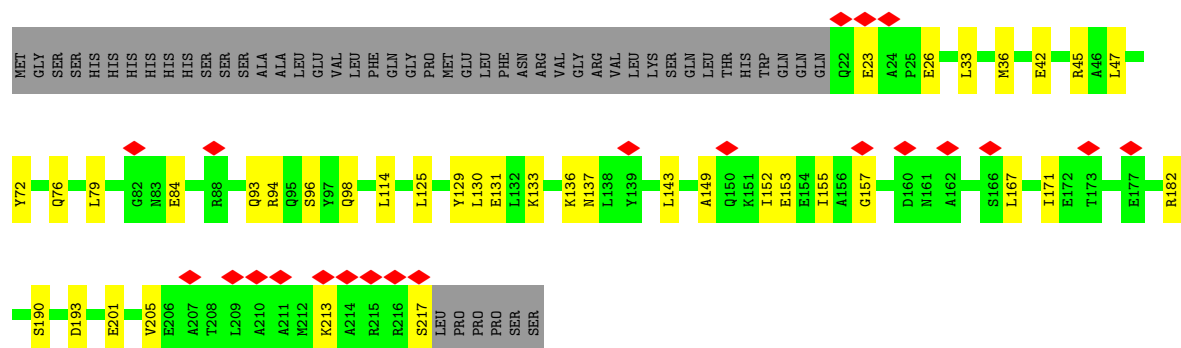 MET GLY SER SER HIS HIS HIS HIS HIS HIS SER SER SER ALA ALA LEU GLU VAL LEU PHE GLN GLY PRO MET GLU LEU PHE ASN ARG VAL GLY ARG VAL LEU LYS SER GLN LEU THR HIS TRP GLN GLN GLN Q22 E23 A24 P25 E26 L33 M36 E42 R45 A46 L47
Y72 Q76 L79 G82 N83 E84 R88 Q93 R94 Q95 S96 Y97 Q98 L114 L125 Y129 L130 E131 L132 K133 K136 N137 L138 Y139 L143 A149 Q150 K151 I152 E153 E154 I155 A156 G157 D160 N161 A162 S166 L167 I171 E172 T173 E177 R182
S190 D193 E201 V205 E206 A207 T208 L209 A210 A211 M212 K213 A214 R215 R216 S217 LEU PRO PRO PRO SER SER